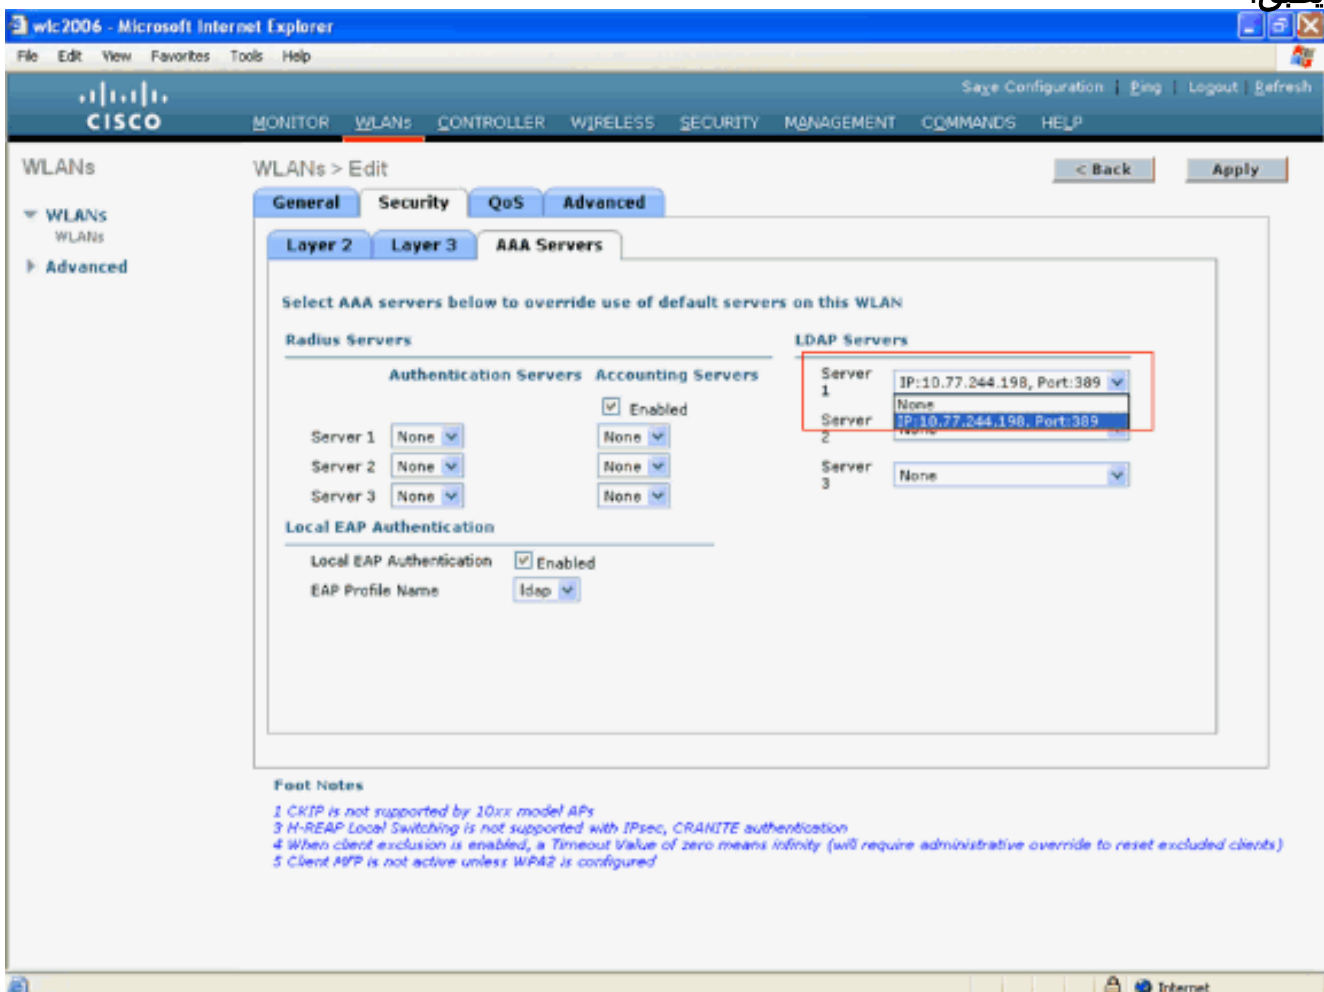 wlc2006 - Microsoft Internet Explorer
File Edit View Favorites Tools Help
Save Configuration | Ping | Logout | Refresh
CISCO
MONITOR WLANs CONTROLLER WIRELESS SECURITY MANAGEMENT COMMANDS HELP
WLANs
WLANs
WLANs
Advanced
WLANs > Edit
< Back Apply
General Security QoS Advanced
Layer 2 Layer 3 AAA Servers
Select AAA servers below to override use of default servers on this WLAN
Radius Servers
Authentication Servers Accounting Servers
Enabled
Server 1 None None
Server 2 None None
Server 3 None None
LDAP Servers
Server 1 IP:10.77.244.198, Port:389
None
IP:10.77.244.198, Port:389
Server 2 None
Server 3 None
Local EAP Authentication
Local EAP Authentication Enabled
EAP Profile Name ldap
Foot Notes
1 CKIP is not supported by 10xx model APs
3 H-REAP Local Switching is not supported with IPsec, CRANITE authentication
4 When client exclusion is enabled, a Timeout Value of zero means infinity (will require administrative override to reset excluded clients)
5 Client MFP is not active unless WPA2 is configured
Internet